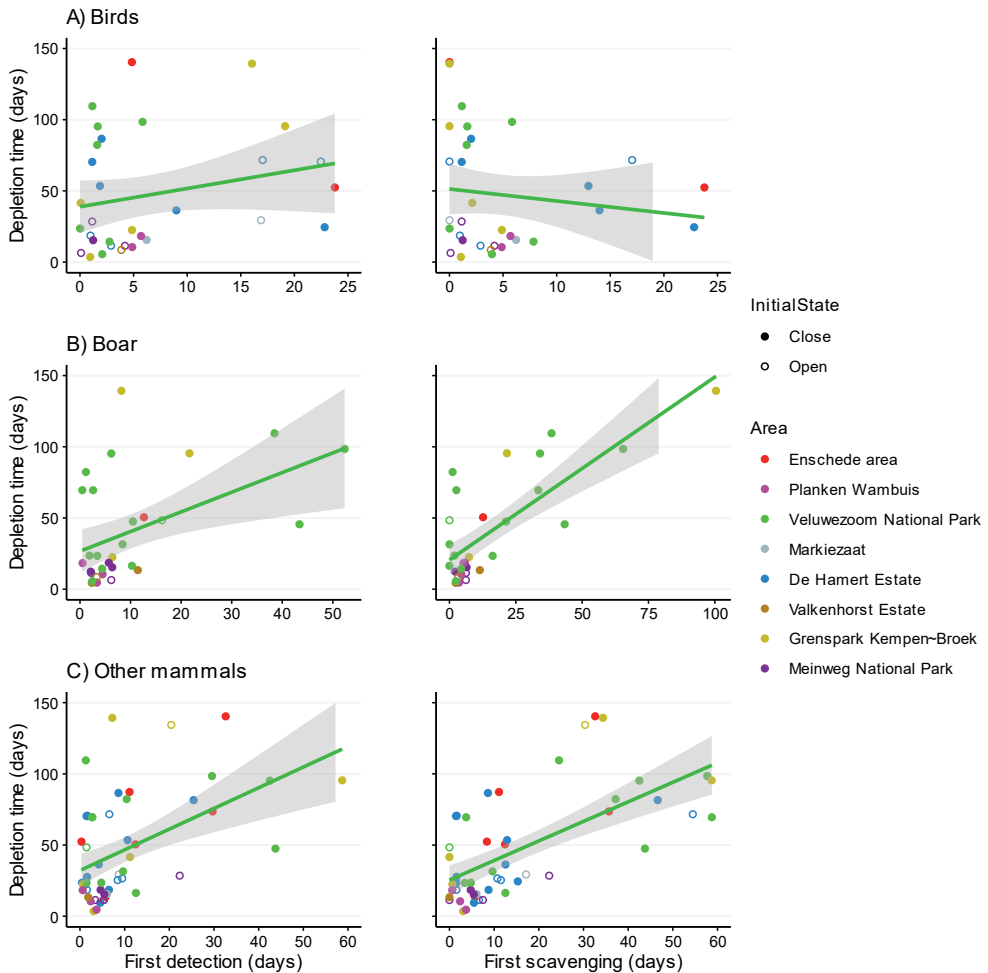 A) Birds
Depletion time (days)
150
100
50
0
0 5 10 15 20 25
0 5 10 15 20 25
B) Boar
Depletion time (days)
150
100
50
0
0 10 20 30 40 50
0 25 50 75 100
C) Other mammals
Depletion time (days)
150
100
50
0
0 10 20 30 40 50 60
0 10 20 30 40 50 60
First detection (days)
First scavenging (days)
InitialState
Close
Open
Area
Enschede area
Planken Wambuis
Veluwezoom National Park
Markiezaat
De Hamert Estate
Valkenhorst Estate
Grenspark Kempen~Broek
Meinweg National Park